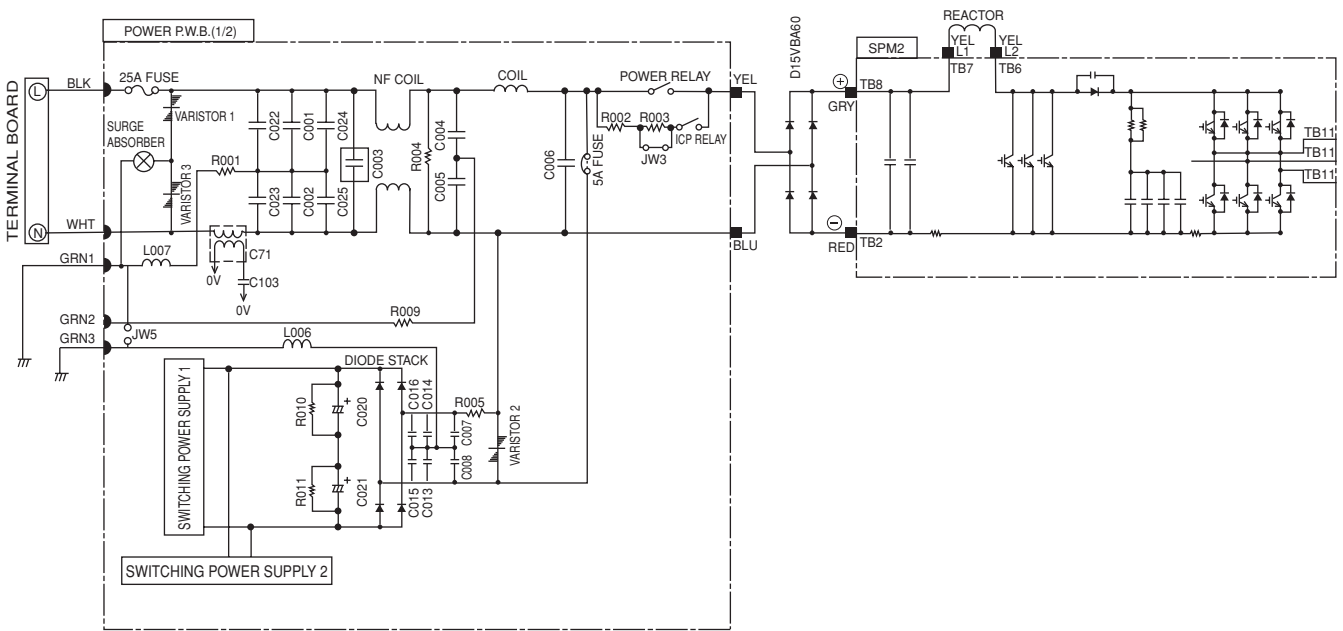 POWER P.W.B.(1/2)
REACTOR
YEL
L1
YEL
L2
SPM2
TB7
TB6
D15VBA60
TERMINAL BOARD
L
BLK
25A FUSE
NF COIL
COIL
POWER RELAY
YEL
+
TB8
GRY
VARISTOR 1
SURGE
ABSORBER
C022
C001
C024
C003
R004
C004
C005
C006
5A FUSE
R002
R003
ICP RELAY
JW3
TB11
TB11
TB11
R001
VARISTOR 3
C023
C002
C025
N
WHT
BLU
−
RED
TB2
GRN1
L007
C71
0V
C103
0V
GRN2
R009
JW5
GRN3
L006
DIODE STACK
SWITCHING POWER SUPPLY 1
R010
+
C020
C016
C014
R005
C007
VARISTOR 2
R011
+
C021
C015
C013
C008
SWITCHING POWER SUPPLY 2